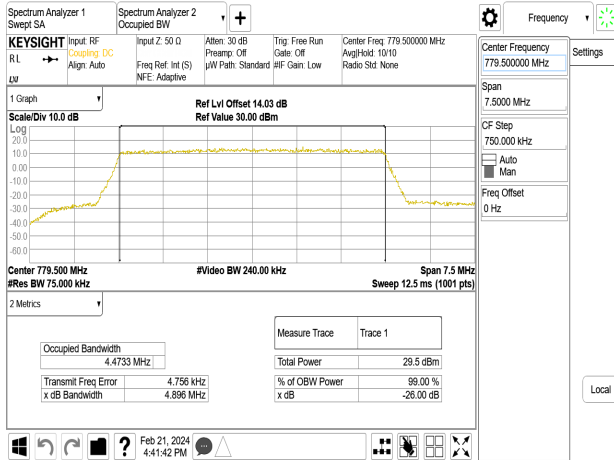 Spectrum Analyzer 1
Swept SA
Spectrum Analyzer 2
Occupied BW
+
Frequency
KEYSIGHT
RL
LXI
Input: RF
Coupling: DC
Align: Auto
Input Z: 50 Ω
Freq Ref: Int (S)
NFE: Adaptive
Atten: 30 dB
Preamp: Off
µW Path: Standard
Trig: Free Run
Gate: Off
#IF Gain: Low
Center Freq: 779.500000 MHz
Avg|Hold: 10/10
Radio Std: None
Center Frequency
779.500000 MHz
Settings
Span
7.5000 MHz
CF Step
750.000 kHz
Auto
Man
Freq Offset
0 Hz
Local
1 Graph
Scale/Div 10.0 dB
Ref Lvl Offset 14.03 dB
Ref Value 30.00 dBm
Log
20.0
10.0
0.00
-10.0
-20.0
-30.0
-40.0
-50.0
-60.0
Center 779.500 MHz
#Video BW 240.00 kHz
Span 7.5 MHz
#Res BW 75.000 kHz
Sweep 12.5 ms (1001 pts)
2 Metrics
Measure Trace Trace 1
Occupied Bandwidth
4.4733 MHz
Total Power 29.5 dBm
Transmit Freq Error 4.756 kHz
% of OBW Power 99.00 %
x dB Bandwidth 4.896 MHz
x dB -26.00 dB
?
Feb 21, 2024
4:41:42 PM